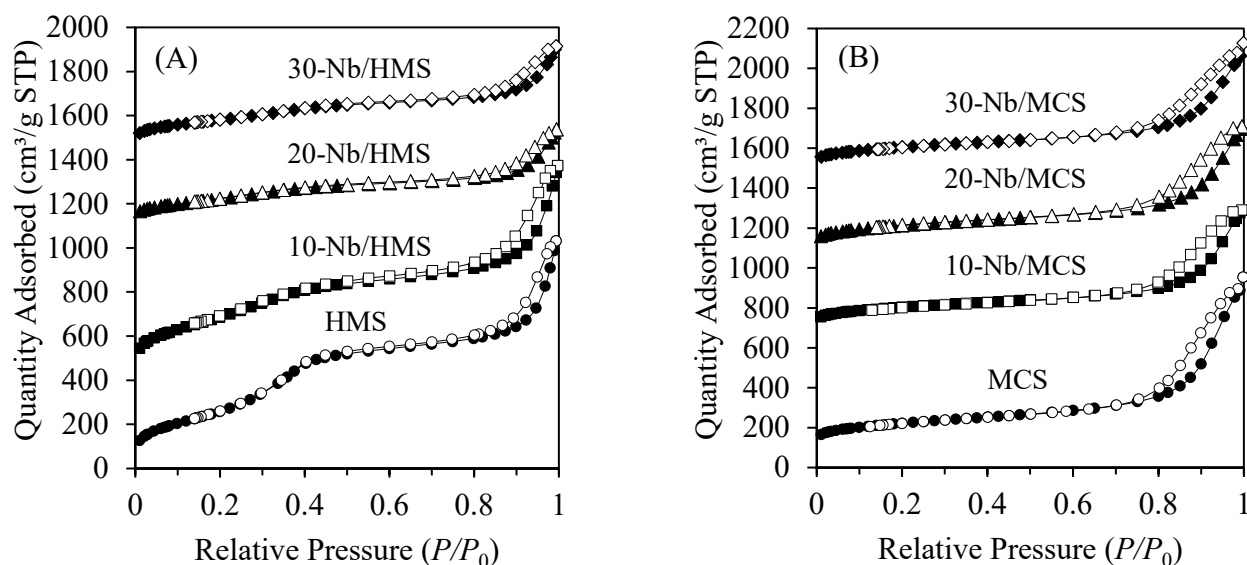 (A)
Quantity Adsorbed (cm³/g STP)
2000
1800
1600
1400
1200
1000
800
600
400
200
0
30-Nb/HMS
20-Nb/HMS
10-Nb/HMS
HMS
0 0.2 0.4 0.6 0.8 1
Relative Pressure (P/P₀)
(B)
Quantity Adsorbed (cm³/g STP)
2200
2000
1800
1600
1400
1200
1000
800
600
400
200
0
30-Nb/MCS
20-Nb/MCS
10-Nb/MCS
MCS
0 0.2 0.4 0.6 0.8 1
Relative Pressure (P/P₀)